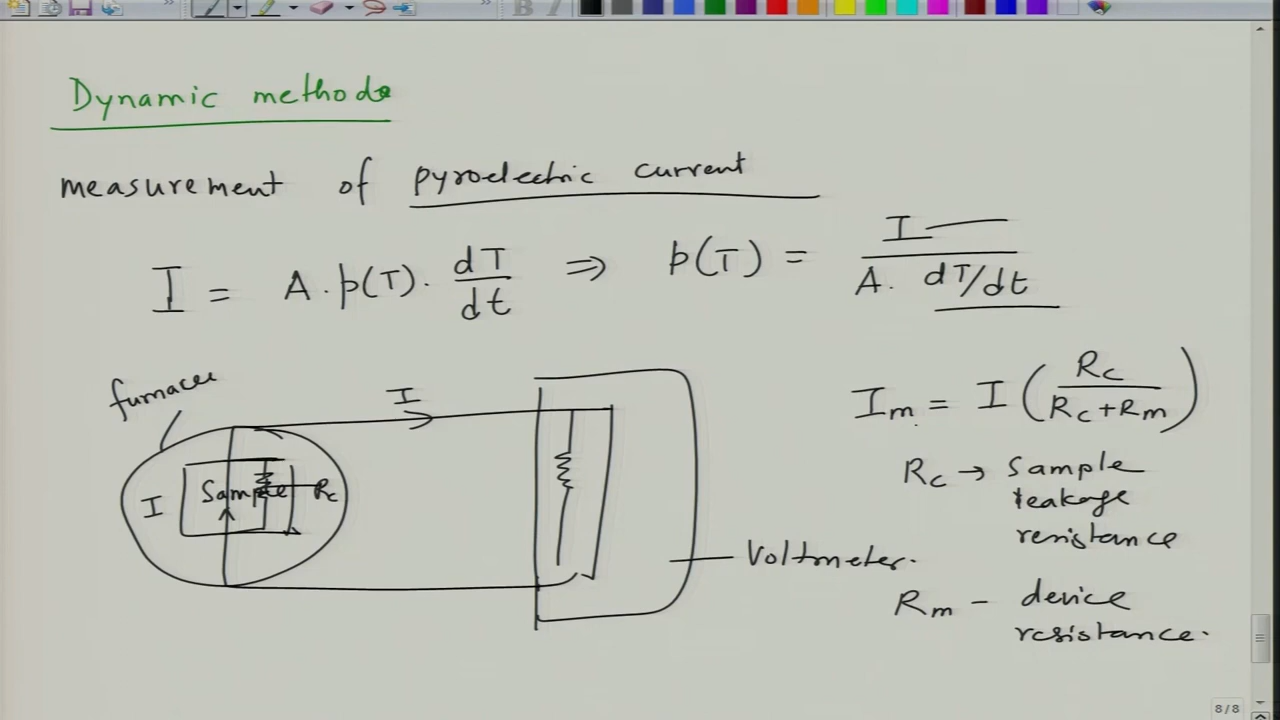 Dynamic methods
measurement of pyroelectric current
I = A . p(T) . dT/dt ⇒ p(T) = I / A. dT/dt
furnace
I
I
Sample
Rc
Im = I (Rc / Rc+Rm)
Rc → Sample
leakage
resistance
Voltmeter.
Rm - device
resistance.
8/8